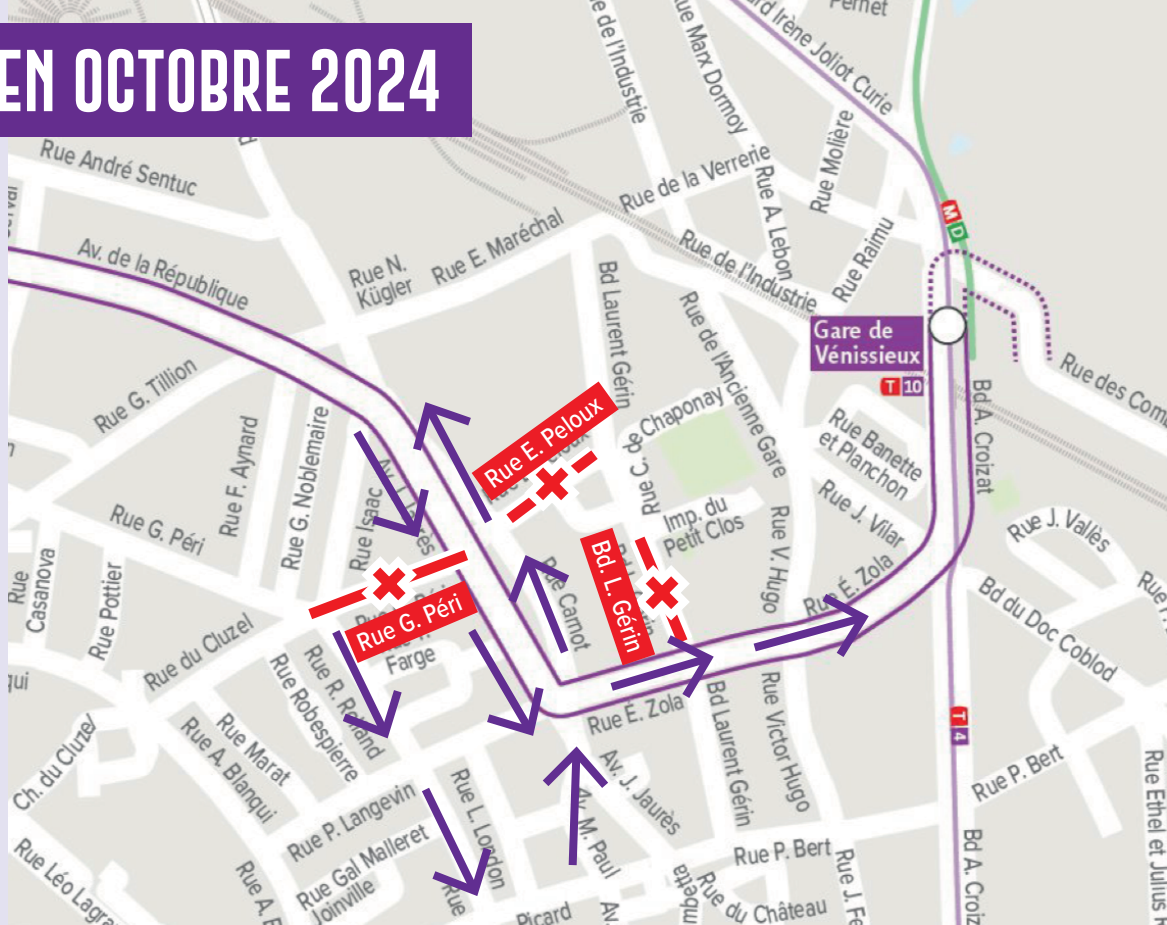 EN OCTOBRE 2024
Pernet
Irène Joliot Curie
de l'Industrie
Rue Marx Dormoy
Rue Molière
Rue de la Verrerie
Rue A. Lebon
Rue André Sentuc
Rue E. Maréchal
Rue N.
Kügler
Rue de l'Industrie
Rue Raimu
M D
Av. de la République
Bd Laurent Gérin
Rue de l'Ancienne Gare
Gare de
Vénissieux
T 10
Rue des Com
Rue G. Tillion
Rue E. Peloux
Rue C. de Chaponay
Bd A. Croizat
Rue Banette
et Planchon
Rue F. Aynard
Rue G. Noblemaire
Rue Isaac
Rue J. Vilar
Imp. du
Petit Clos
Rue V. Hugo
Rue J. Vallès
Rue G. Péri
Rue
Casanova
Rue Pottier
Bd. L. Gérin
Rue É. Zola
Rue Carnot
Rue G. Péri
Farge
Bd du Doc Coblod
Rue du Cluzel
Rue R. Rolland
Rue Robespierre
Rue É. Zola
Bd Laurent Gérin
Rue Victor Hugo
T 4
Rue Marat
Rue A. Blanqui
Ch. du Cluzel
Av. J. Jaurès
Av. M. Paul
Rue P. Bert
Rue P. Langevin
Rue L. London
Rue Gal Malleret
Joinville
Rue P. Bert
Rue Léo Lagra
Rue A. B
Rue
Picard
Av.
Rue du Château
Rue J. Fe
Bd A. Croiz
Rue Ethel et Julius R